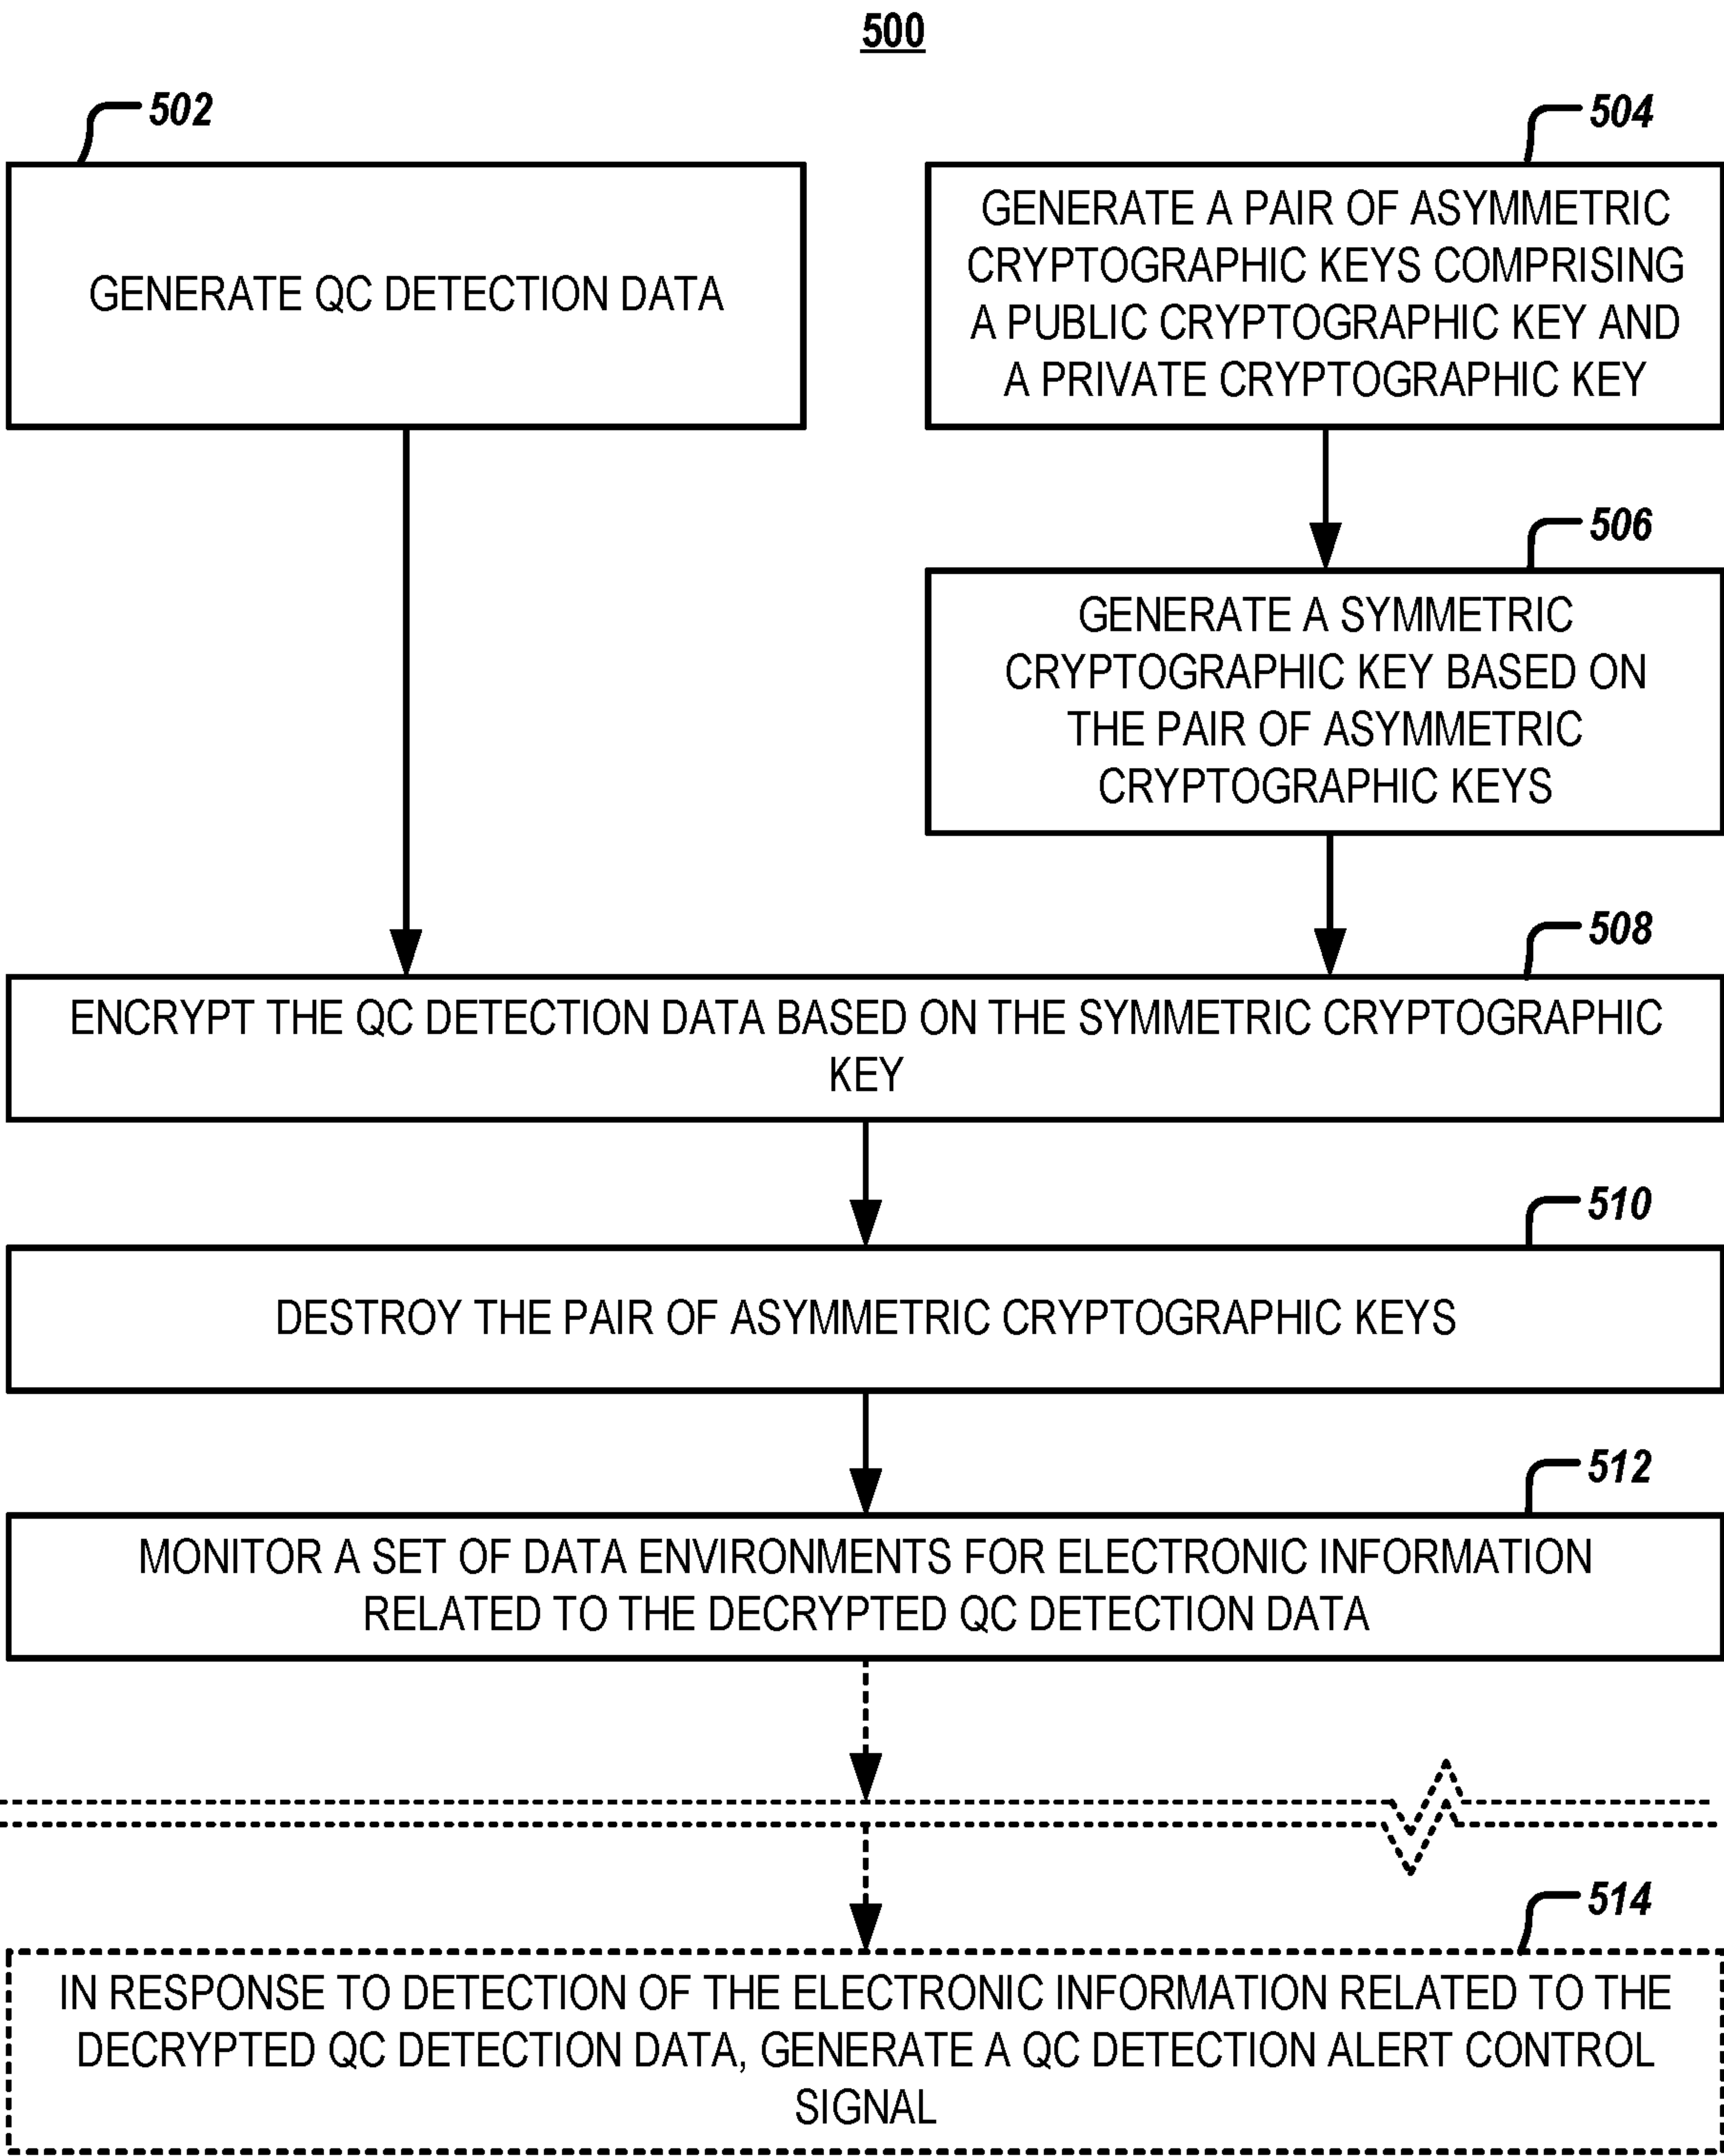 500
502
GENERATE QC DETECTION DATA
504
GENERATE A PAIR OF ASYMMETRIC
CRYPTOGRAPHIC KEYS COMPRISING
A PUBLIC CRYPTOGRAPHIC KEY AND
A PRIVATE CRYPTOGRAPHIC KEY
506
GENERATE A SYMMETRIC
CRYPTOGRAPHIC KEY BASED ON
THE PAIR OF ASYMMETRIC
CRYPTOGRAPHIC KEYS
508
ENCRYPT THE QC DETECTION DATA BASED ON THE SYMMETRIC CRYPTOGRAPHIC
KEY
510
DESTROY THE PAIR OF ASYMMETRIC CRYPTOGRAPHIC KEYS
512
MONITOR A SET OF DATA ENVIRONMENTS FOR ELECTRONIC INFORMATION
RELATED TO THE DECRYPTED QC DETECTION DATA
514
IN RESPONSE TO DETECTION OF THE ELECTRONIC INFORMATION RELATED TO THE
DECRYPTED QC DETECTION DATA, GENERATE A QC DETECTION ALERT CONTROL
SIGNAL